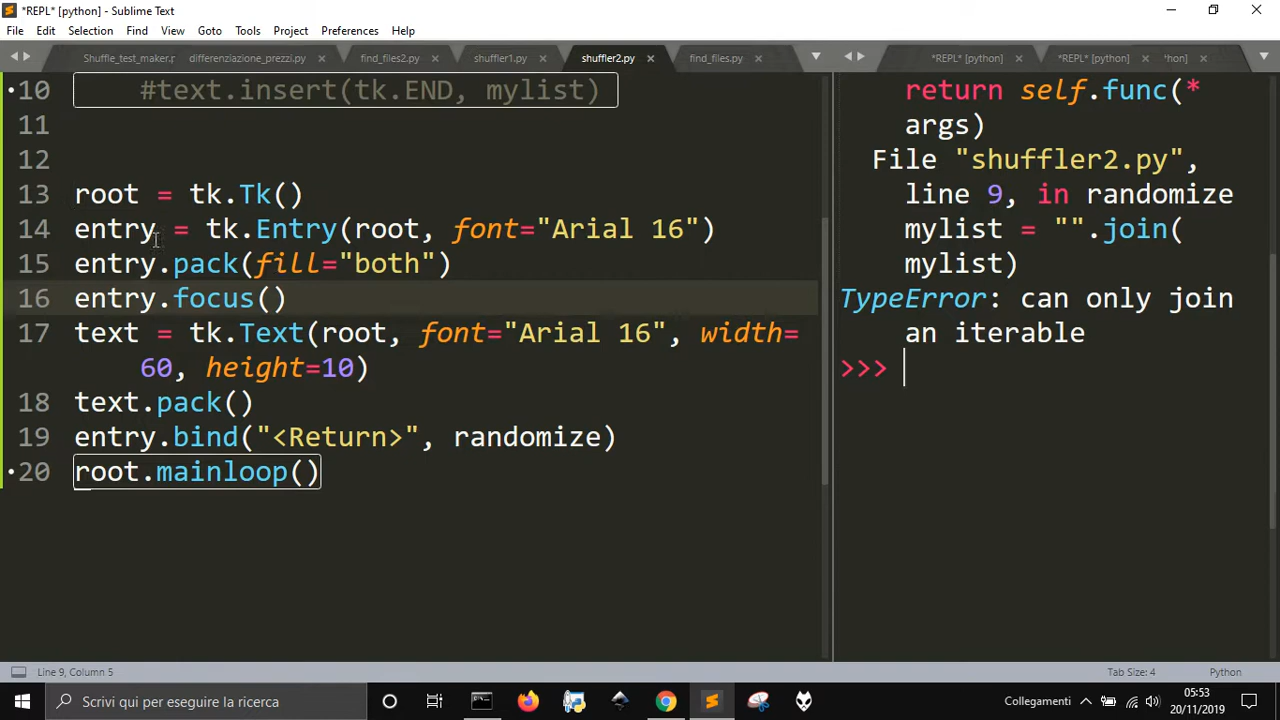 *REPL* [python] - Sublime Text
File Edit Selection Find View Goto Tools Project Preferences Help
Shuffle_test_maker.p differenziazione_prezzi.py find_files2.py shuffler1.py shuffler2.py find_files.py *REPL* [python] *REPL* [python] hon]
10 #text.insert(tk.END, mylist)
11
12
13 root = tk.Tk()
14 entry = tk.Entry(root, font="Arial 16")
15 entry.pack(fill="both")
16 entry.focus()
17 text = tk.Text(root, font="Arial 16", width=
60, height=10)
18 text.pack()
19 entry.bind("<Return>", randomize)
20 root.mainloop()
return self.func(*
args)
File "shuffler2.py",
line 9, in randomize
mylist = "".join(
mylist)
TypeError: can only join
an iterable
>>>
Line 9, Column 5 Tab Size: 4 Python
Scrivi qui per eseguire la ricerca
Collegamenti
05:53
20/11/2019